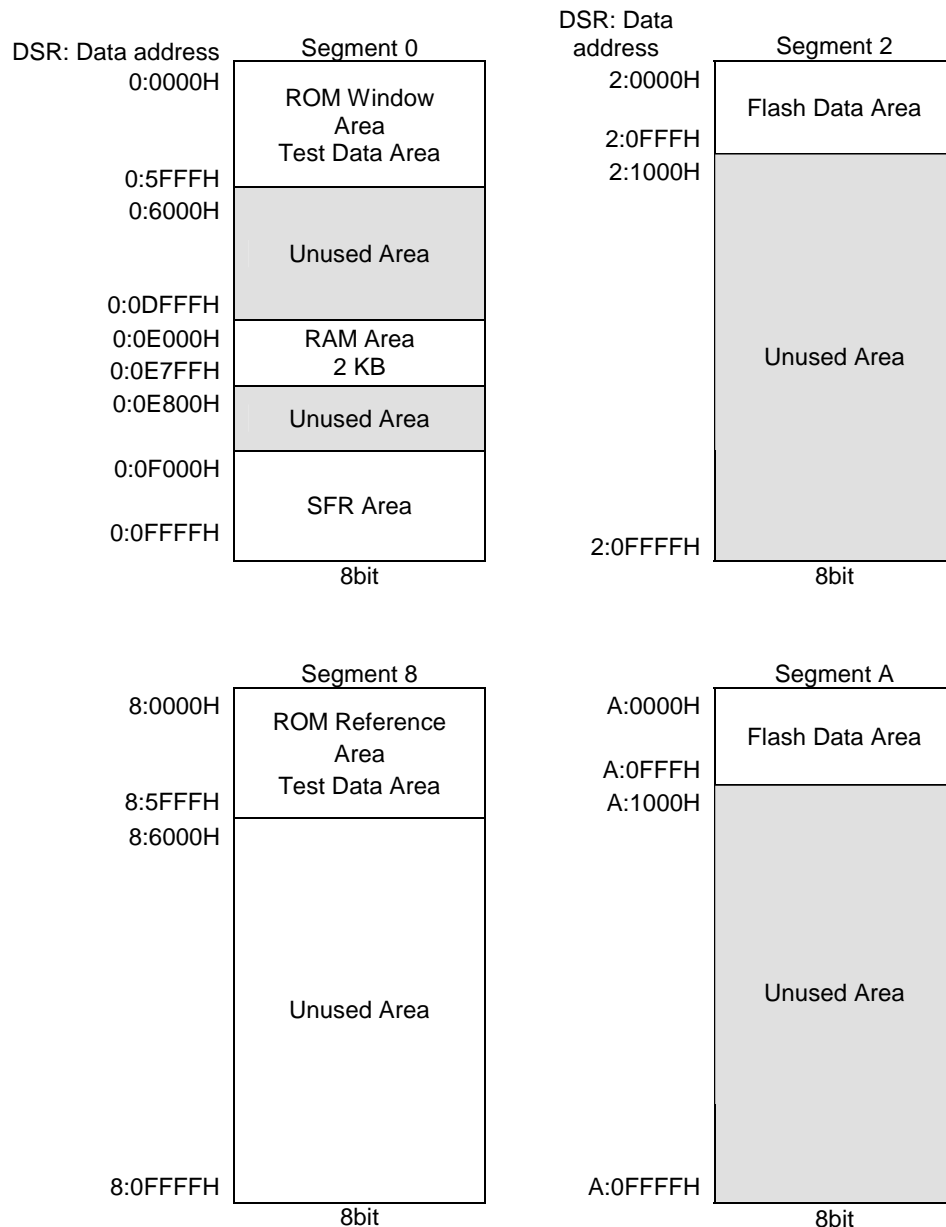 DSR: Data address
Segment 0
0:0000H
ROM Window
Area
Test Data Area
0:5FFFH
0:6000H
Unused Area
0:0DFFFH
0:0E000H
RAM Area
0:0E7FFH
2 KB
0:0E800H
Unused Area
0:0F000H
SFR Area
0:0FFFFH
8bit
DSR: Data
address
Segment 2
2:0000H
Flash Data Area
2:0FFFH
2:1000H
Unused Area
2:0FFFFH
8bit
Segment 8
8:0000H
ROM Reference
Area
Test Data Area
8:5FFFH
8:6000H
Unused Area
8:0FFFFH
8bit
Segment A
A:0000H
Flash Data Area
A:0FFFH
A:1000H
Unused Area
A:0FFFFH
8bit